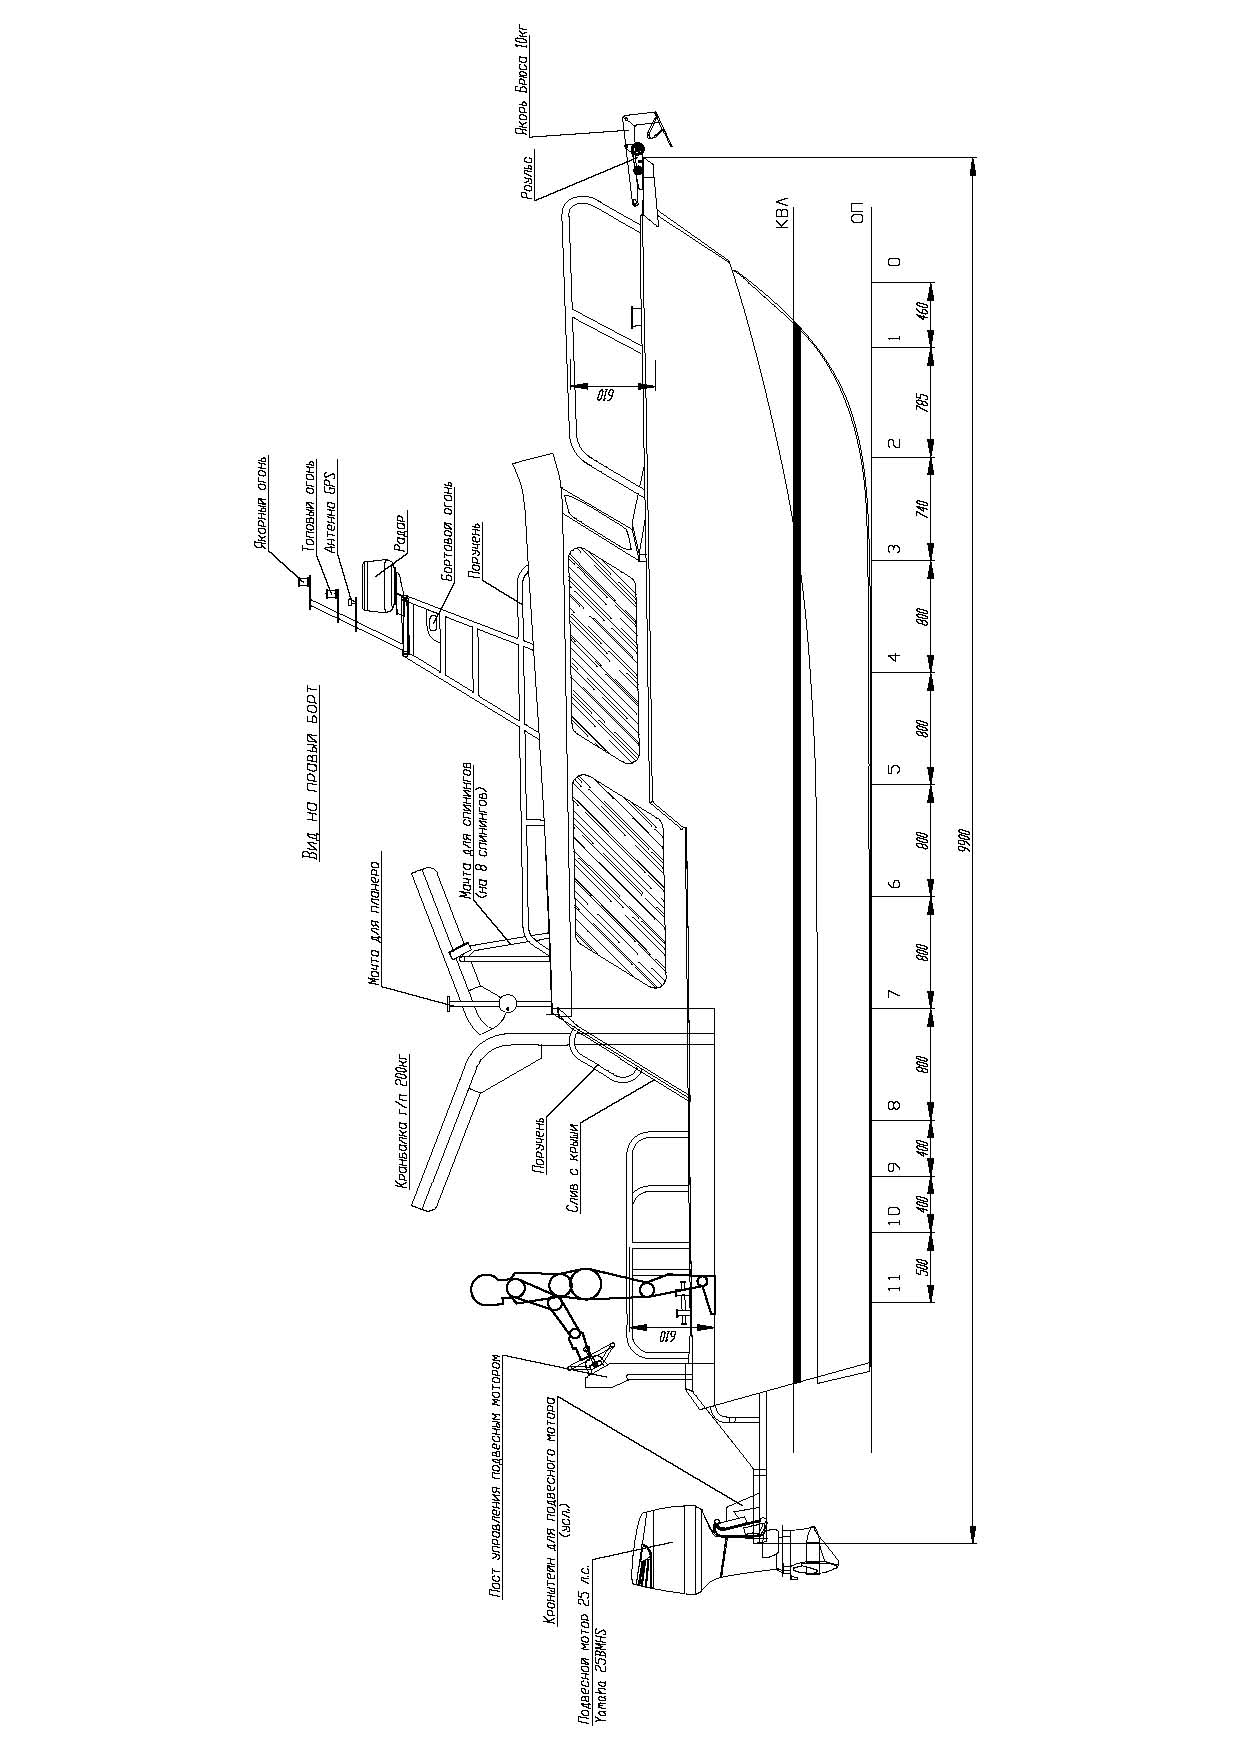 Вид на правый борт
Якорный огонь
Топовый огонь
Антенна GPS
Радар
Бортовой огонь
Поручень
Мачта для спинингов
(на 8 спинингов)
Мачта для планера
Кранбалка г/п 200кг
Якорь Брюса 10кг
Роульс
Поручень
Слив с крыши
Пост управления подвесным мотором
Кронштейн для подвесного мотора
(усл.)
Подвесной мотор 25 л.с.
Yamaha 25BMHS
610
610
КВЛ
ОП
11 10 9 8 7 6 5 4 3 2 1 0
500 400 400 800 800 800 800 800 740 785 460
9900